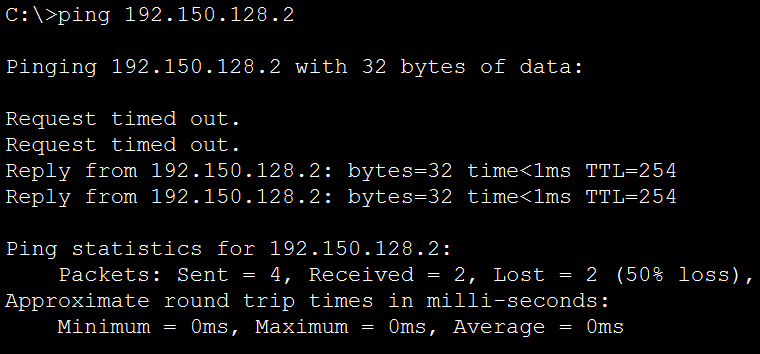 C:\>ping 192.150.128.2
Pinging 192.150.128.2 with 32 bytes of data:
Request timed out.
Request timed out.
Reply from 192.150.128.2: bytes=32 time<1ms TTL=254
Reply from 192.150.128.2: bytes=32 time<1ms TTL=254
Ping statistics for 192.150.128.2:
    Packets: Sent = 4, Received = 2, Lost = 2 (50% loss),
Approximate round trip times in milli-seconds:
    Minimum = 0ms, Maximum = 0ms, Average = 0ms